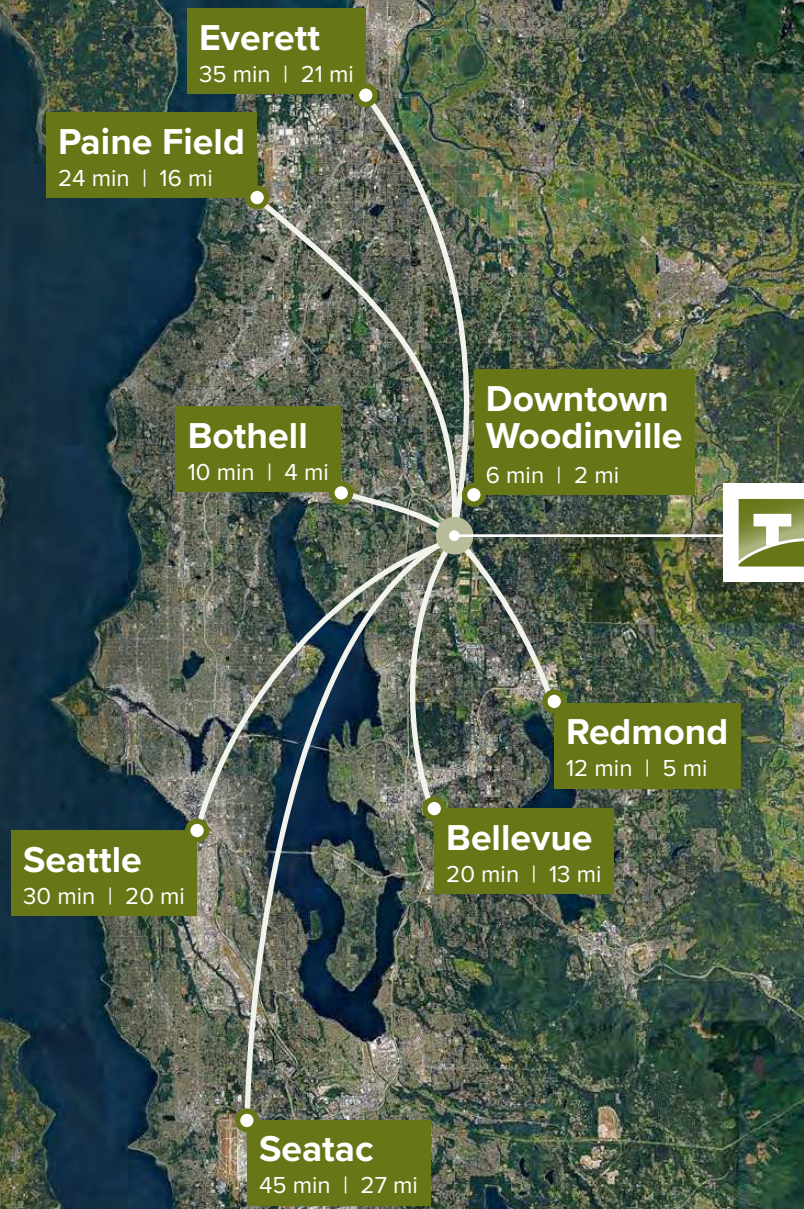 Everett
35 min | 21 mi
Paine Field
24 min | 16 mi
Downtown
Woodinville
6 min | 2 mi
Bothell
10 min | 4 mi
T
Redmond
12 min | 5 mi
Bellevue
20 min | 13 mi
Seattle
30 min | 20 mi
Seatac
45 min | 27 mi